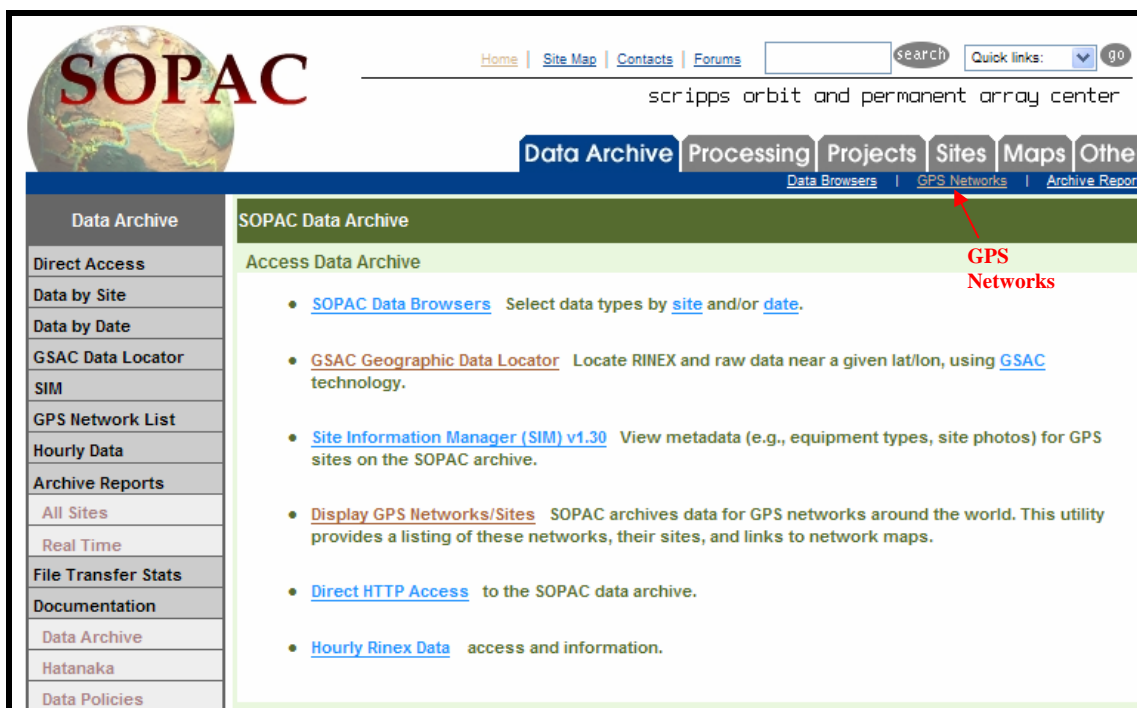 SOPAC
Home | Site Map | Contacts | Forums
search
Quick links:
go
scripps orbit and permanent array center
Data Archive Processing Projects Sites Maps Othe
Data Browsers | GPS Networks | Archive Repor
GPS
Networks
Data Archive
Direct Access
Data by Site
Data by Date
GSAC Data Locator
SIM
GPS Network List
Hourly Data
Archive Reports
All Sites
Real Time
File Transfer Stats
Documentation
Data Archive
Hatanaka
Data Policies
SOPAC Data Archive
Access Data Archive
• SOPAC Data Browsers Select data types by site and/or date.
• GSAC Geographic Data Locator Locate RINEX and raw data near a given lat/lon, using GSAC
technology.
• Site Information Manager (SIM) v1.30 View metadata (e.g., equipment types, site photos) for GPS
sites on the SOPAC archive.
• Display GPS Networks/Sites SOPAC archives data for GPS networks around the world. This utility
provides a listing of these networks, their sites, and links to network maps.
• Direct HTTP Access to the SOPAC data archive.
• Hourly Rinex Data access and information.